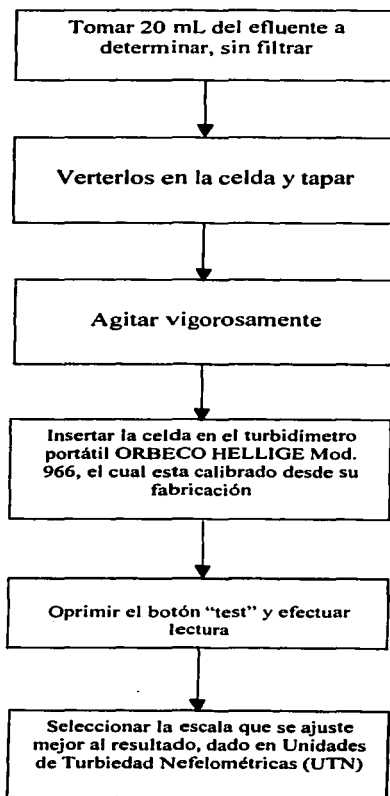 Tomar 20 mL del efluente a
determinar, sin filtrar
Verterlos en la celda y tapar
Agitar vigorosamente
Insertar la celda en el turbidímetro
portátil ORBECO HELLIGE Mod.
966, el cual esta calibrado desde su
fabricación
Oprimir el botón “test” y efectuar
lectura
Seleccionar la escala que se ajuste
mejor al resultado, dado en Unidades
de Turbiedad Nefelométricas (UTN)